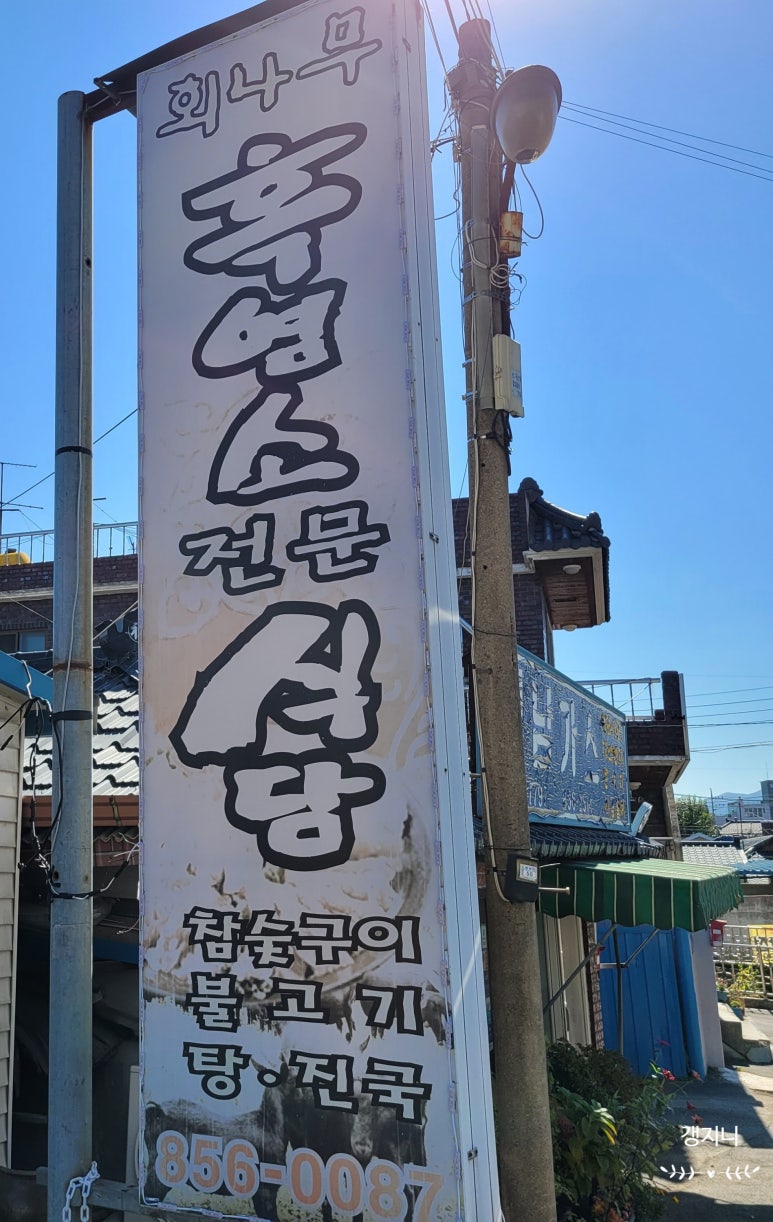 회나무
흑염소
전문
식당
참숯구이
불고기
탕·진국
856-0087
갱지니